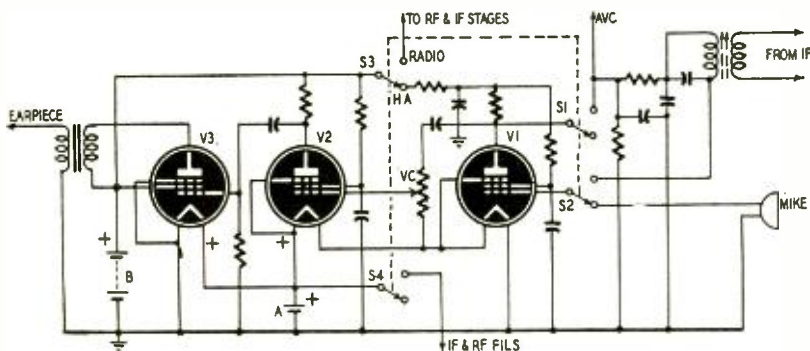 TO RF & IF STAGES
AVC
RADIO
S3
FROM IF
HA
EARPIECE
S1
V3
V2
V1
VC
S2
MIKE
+
+
B
S4
A
+
IF & RF FILS